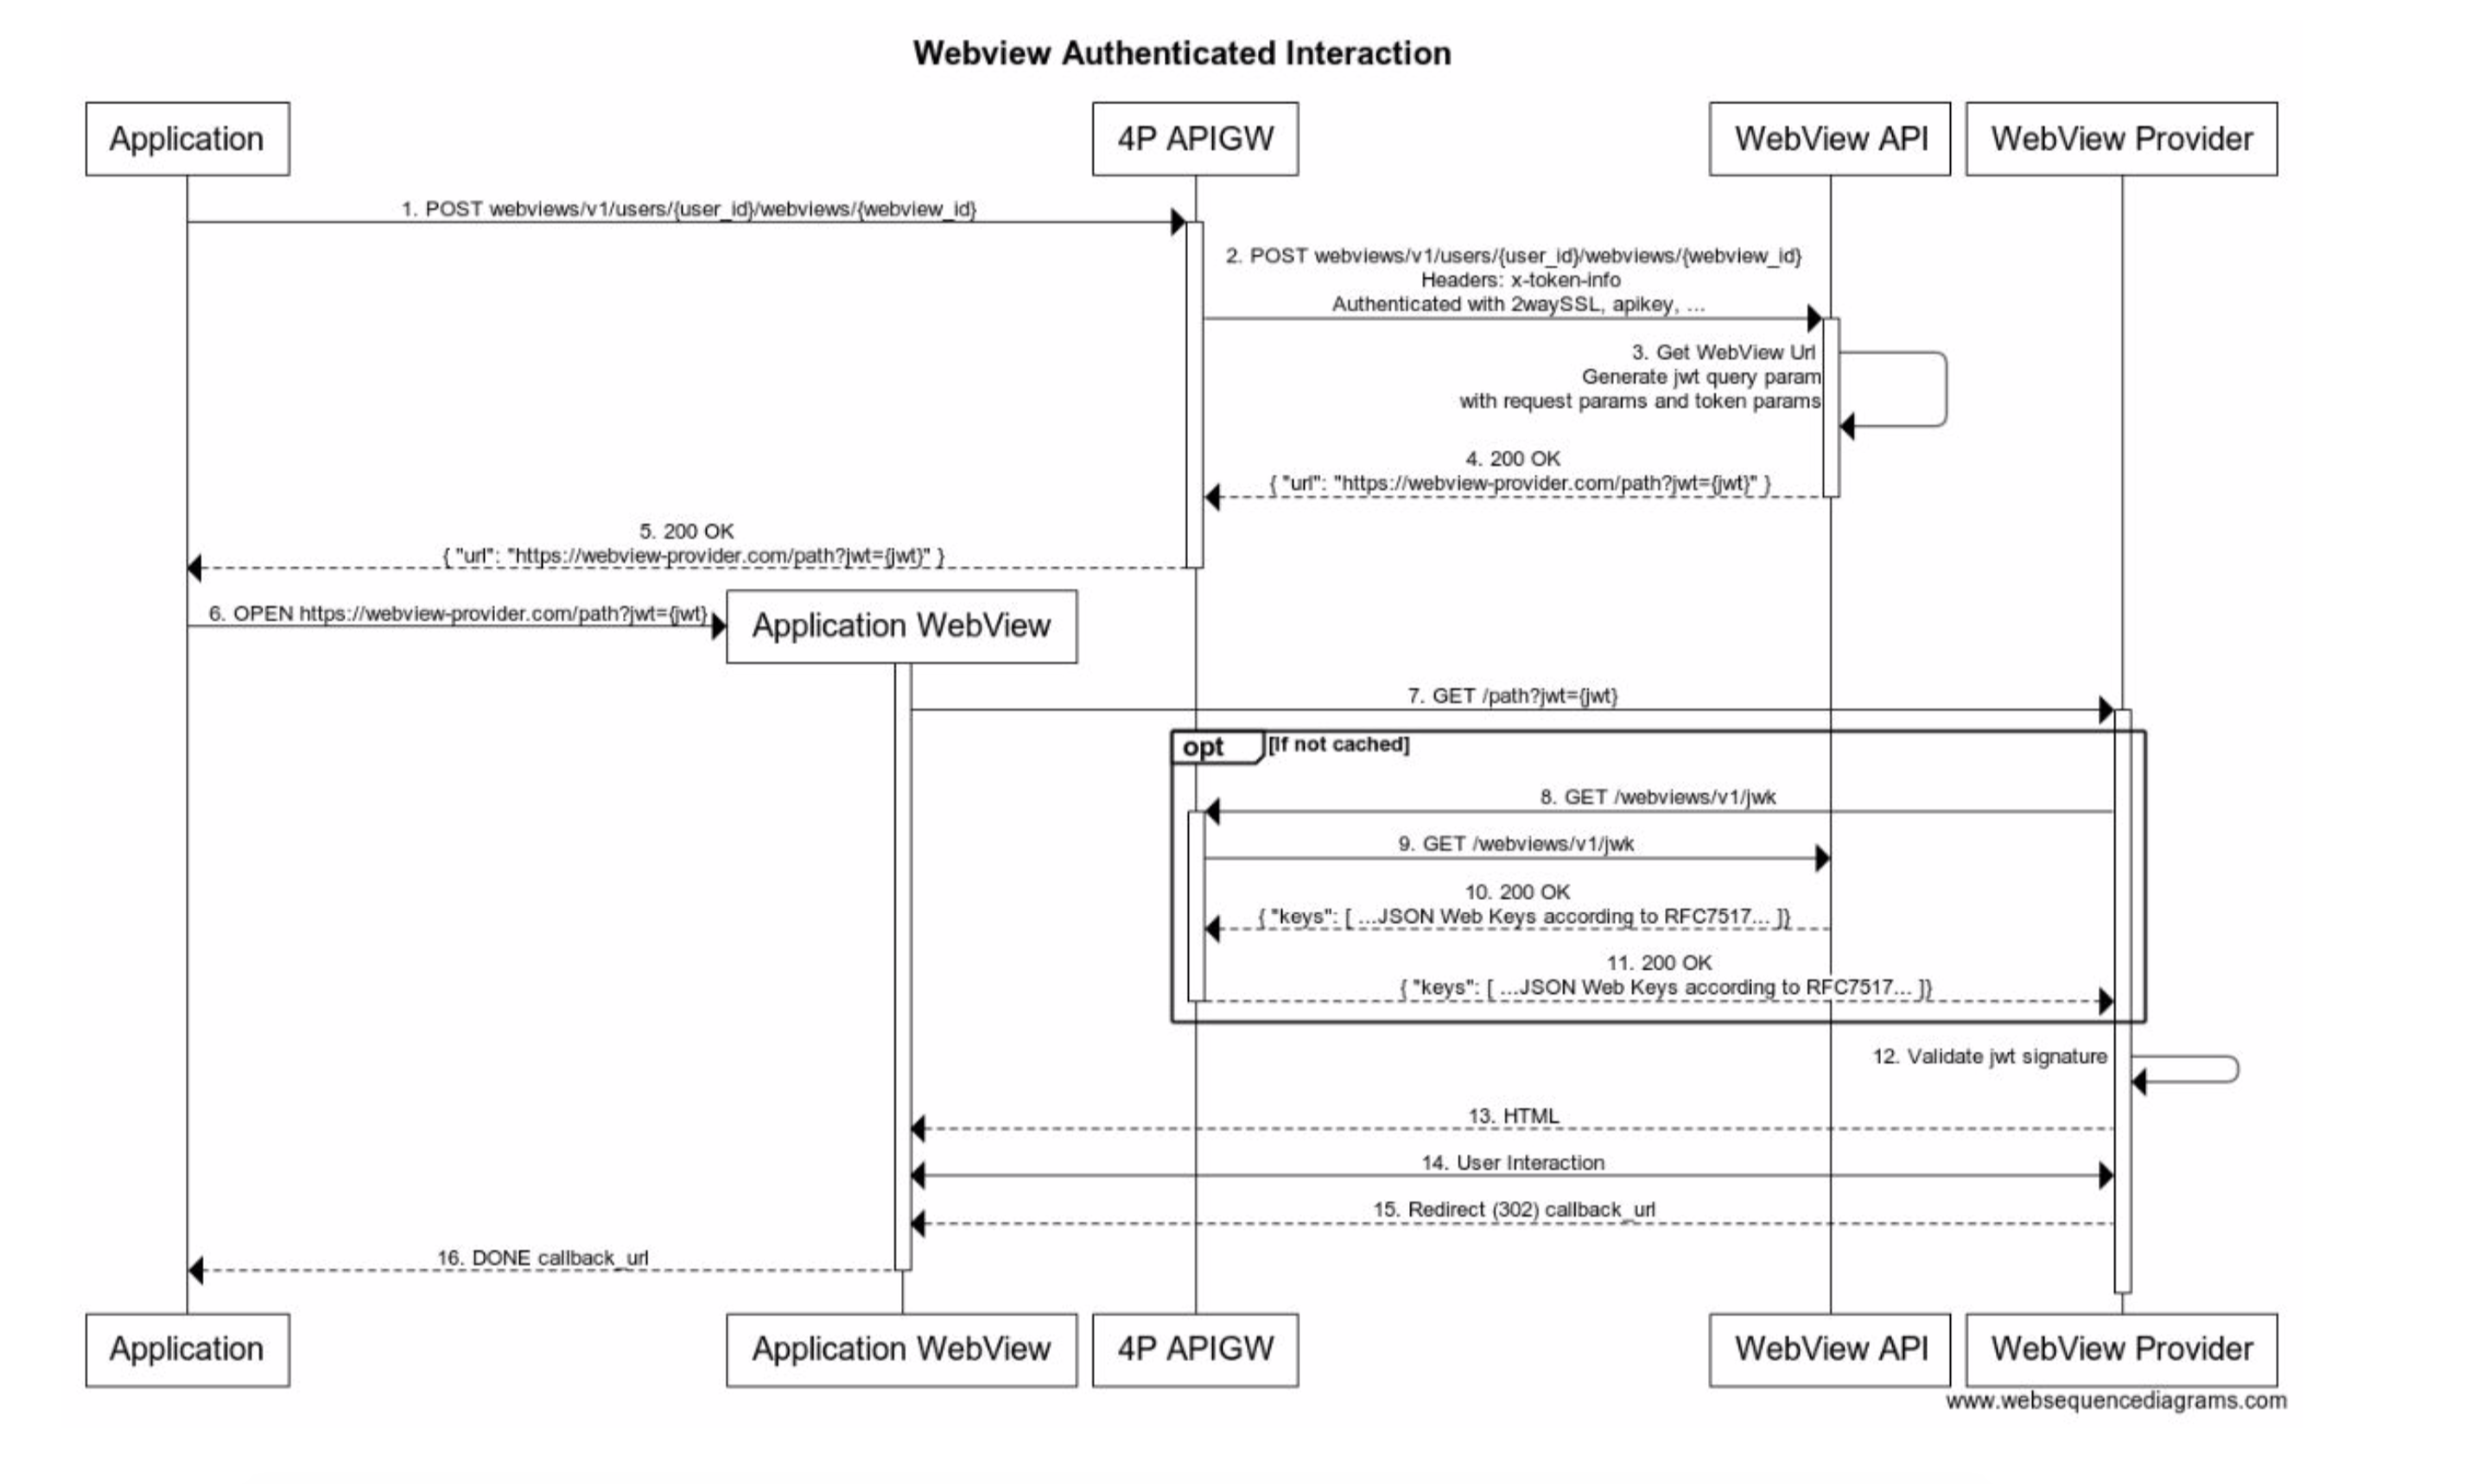 Webview Authenticated Interaction
Application
4P APIGW
WebView API
WebView Provider
1. POST webviews/v1/users/{user_id}/webviews/{webview_id}
2. POST webviews/v1/users/{user_id}/webviews/{webview_id}
Headers: x-token-info
Authenticated with 2waySSL, apikey, ...
3. Get WebView Url
Generate jwt query param
with request params and token params
4. 200 OK
{ "url": "https://webview-provider.com/path?jwt={jwt}" }
5. 200 OK
{ "url": "https://webview-provider.com/path?jwt={jwt}" }
6. OPEN https://webview-provider.com/path?jwt={jwt}
Application WebView
7. GET /path?jwt={jwt}
opt
[If not cached]
8. GET /webviews/v1/jwk
9. GET /webviews/v1/jwk
10. 200 OK
{ "keys": [ ...JSON Web Keys according to RFC7517... ]}
11. 200 OK
{ "keys": [ ...JSON Web Keys according to RFC7517... ]}
12. Validate jwt signature
13. HTML
14. User Interaction
15. Redirect (302) callback_url
16. DONE callback_url
Application
Application WebView
4P APIGW
WebView API
WebView Provider
www.websequencediagrams.com